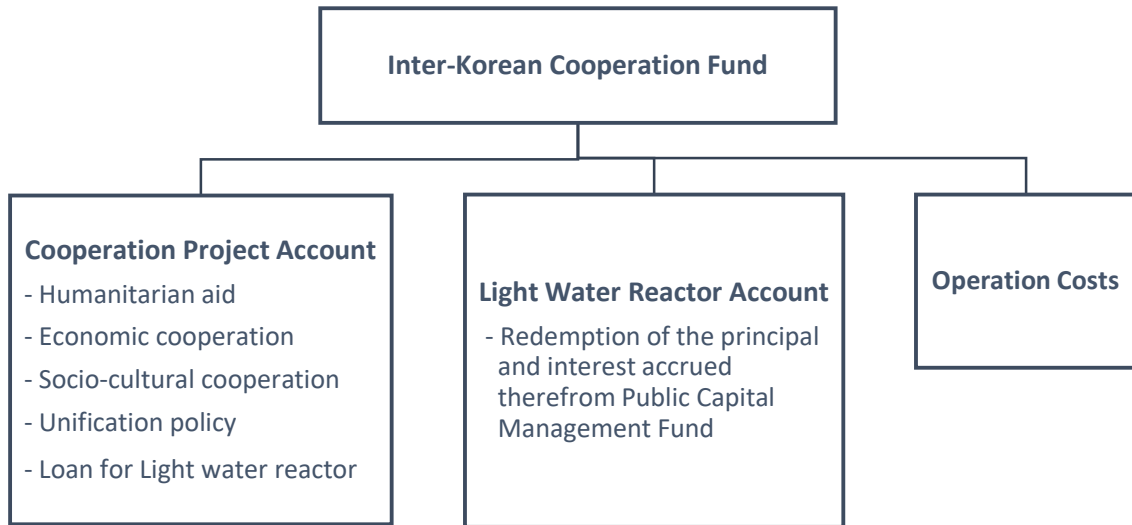 Inter-Korean Cooperation Fund
Cooperation Project Account
- Humanitarian aid
- Economic cooperation
- Socio-cultural cooperation
- Unification policy
- Loan for Light water reactor
Light Water Reactor Account
- Redemption of the principal
and interest accrued
therefrom Public Capital
Management Fund
Operation Costs